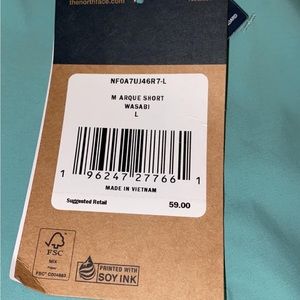 thenorthface.com
NF0A7UJ46R7-L
M ARQUE SHORT
WASABI
L
1 96247 27766 1
MADE IN VIETNAM
Suggested Retail 59.00
FSC
MIX
PRINTED WITH
SOY INK